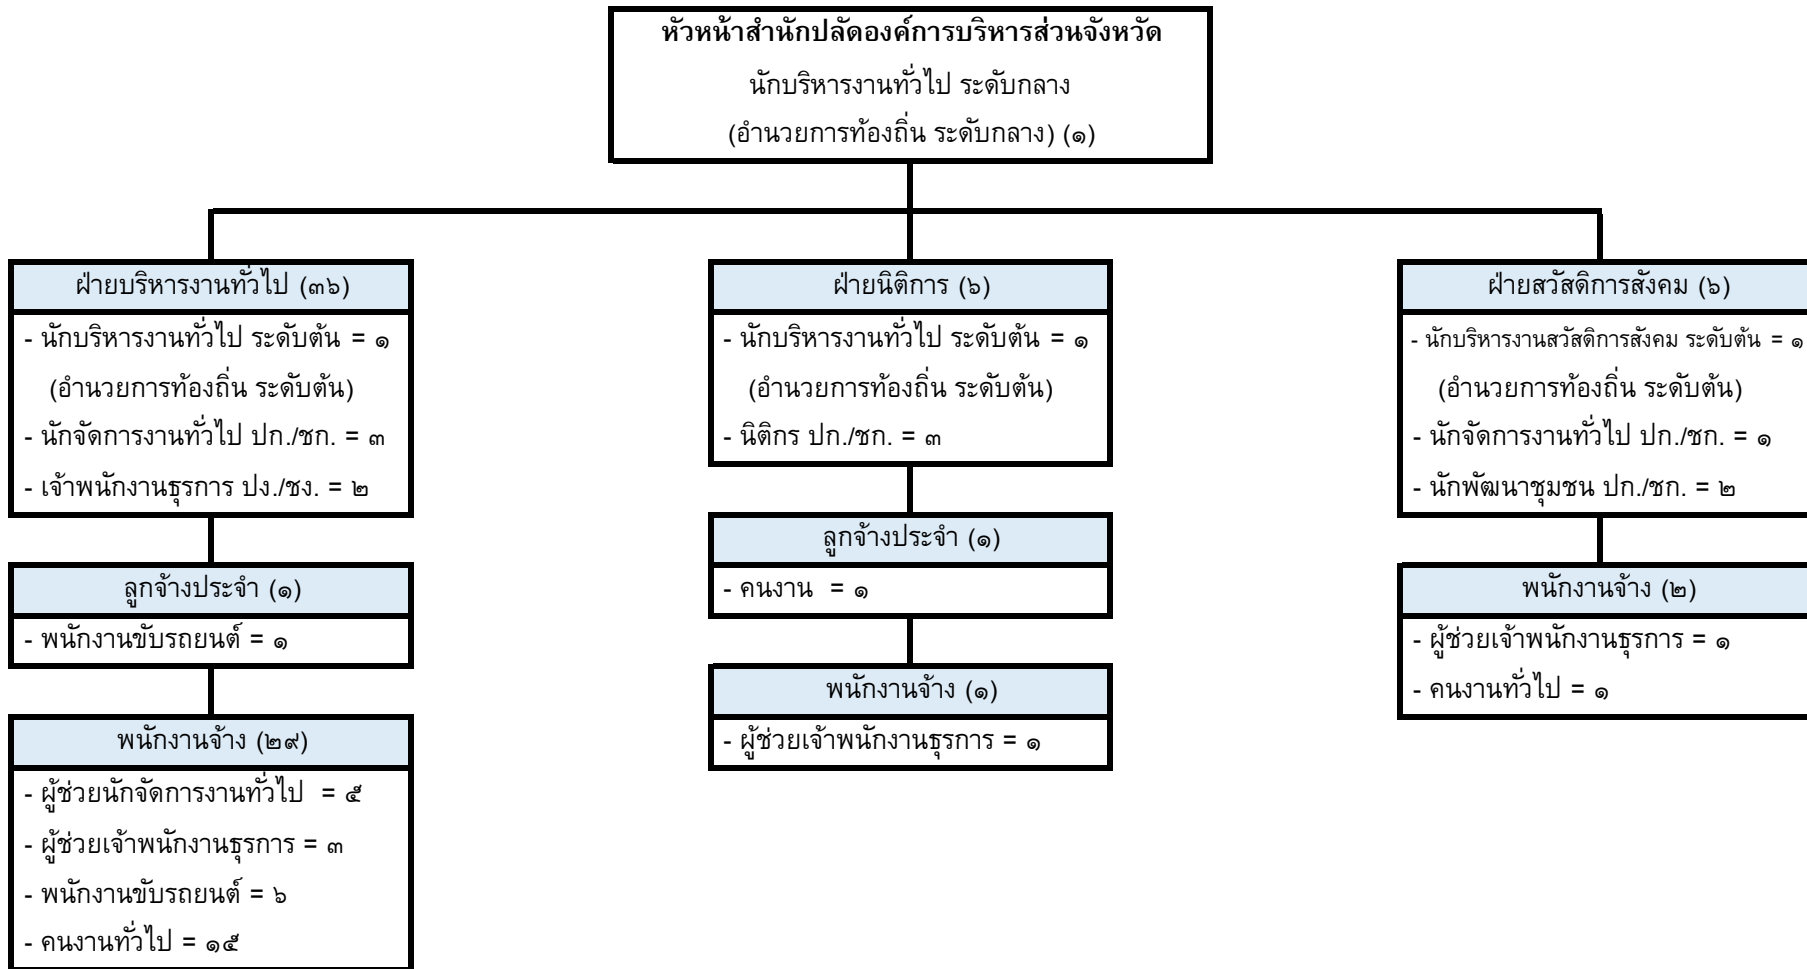 หัวหน้าสำนักปลัดองค์การบริหารส่วนจังหวัด
นักบริหารงานทั่วไป ระดับกลาง
(อำนวยการท้องถิ่น ระดับกลาง) (๑)
ฝ่ายบริหารงานทั่วไป (๓๖)
- นักบริหารงานทั่วไป ระดับต้น = ๑
(อำนวยการท้องถิ่น ระดับต้น)
- นักจัดการงานทั่วไป ปก./ชก. = ๓
- เจ้าพนักงานธุรการ ปง./ชง. = ๒
ลูกจ้างประจำ (๑)
- พนักงานขับรถยนต์ = ๑
พนักงานจ้าง (๒๙)
- ผู้ช่วยนักจัดการงานทั่วไป = ๕
- ผู้ช่วยเจ้าพนักงานธุรการ = ๓
- พนักงานขับรถยนต์ = ๖
- คนงานทั่วไป = ๑๕
ฝ่ายนิติการ (๖)
- นักบริหารงานทั่วไป ระดับต้น = ๑
(อำนวยการท้องถิ่น ระดับต้น)
- นิติกร ปก./ชก. = ๓
ลูกจ้างประจำ (๑)
- คนงาน = ๑
พนักงานจ้าง (๑)
- ผู้ช่วยเจ้าพนักงานธุรการ = ๑
ฝ่ายสวัสดิการสังคม (๖)
- นักบริหารงานสวัสดิการสังคม ระดับต้น = ๑
(อำนวยการท้องถิ่น ระดับต้น)
- นักจัดการงานทั่วไป ปก./ชก. = ๑
- นักพัฒนาชุมชน ปก./ชก. = ๒
พนักงานจ้าง (๒)
- ผู้ช่วยเจ้าพนักงานธุรการ = ๑
- คนงานทั่วไป = ๑